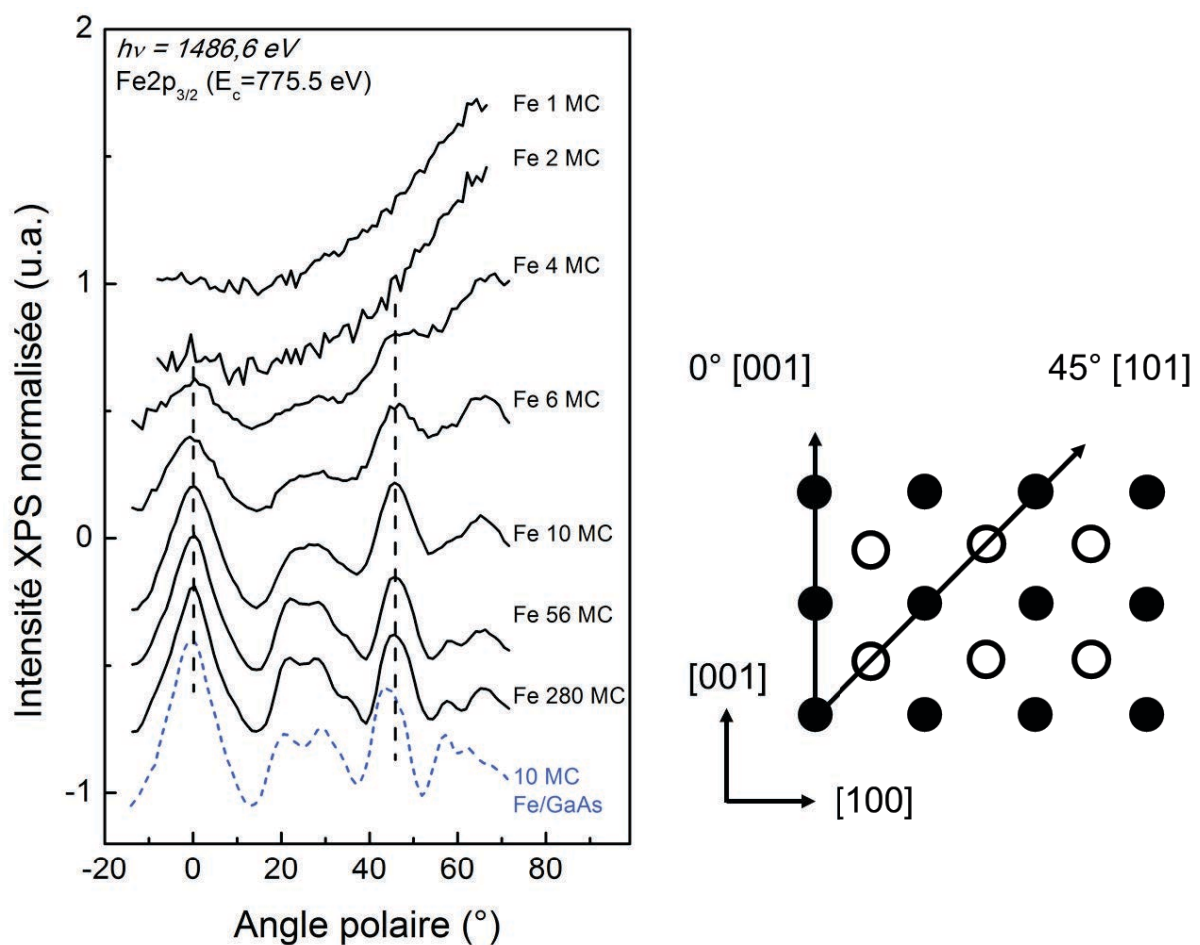 Intensité XPS normalisée (u.a.)
2
1
0
-1
hν = 1486,6 eV
Fe2p3/2 (Ec=775.5 eV)
Fe 1 MC
Fe 2 MC
Fe 4 MC
Fe 6 MC
Fe 10 MC
Fe 56 MC
Fe 280 MC
10 MC
Fe/GaAs
-20 0 20 40 60 80
Angle polaire (°)
0° [001] 45° [101]
[001]
[100]